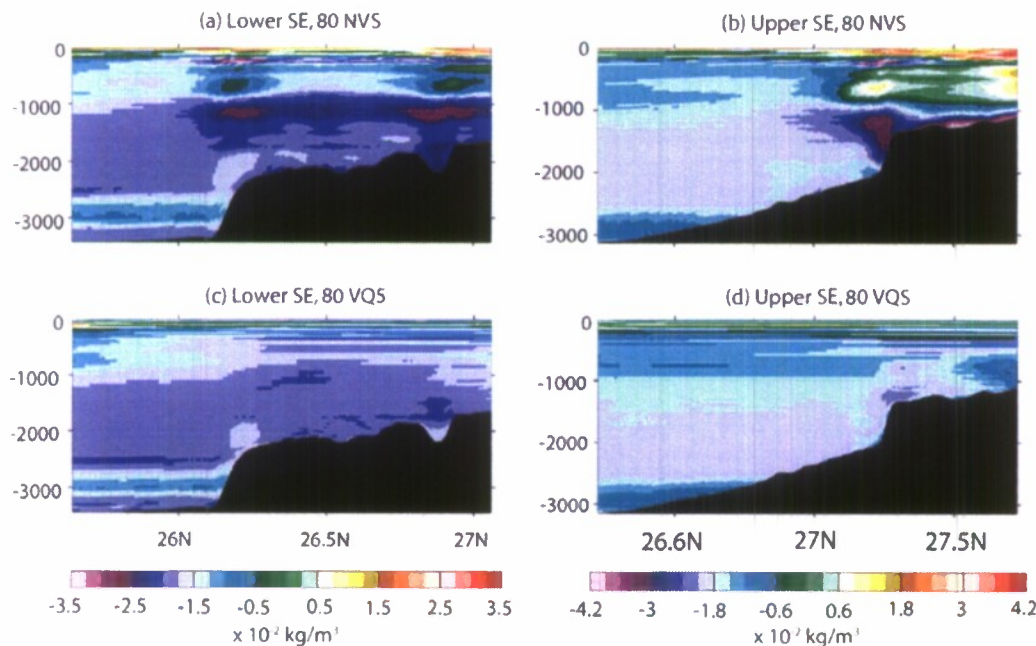 (a) Lower SE, 80 NVS
(b) Upper SE, 80 NVS
0
-1000
-2000
-3000
0
-1000
-2000
-3000
(c) Lower SE, 80 VQS
(d) Upper SE, 80 VQS
0
-1000
-2000
-3000
0
-1000
-2000
-3000
26N
26.5N
27N
26.6N
27N
27.5N
-3.5
-2.5
-1.5
-0.5
0.5
1.5
2.5
3.5
x 10⁻² kg/m³
-4.2
-3
-1.8
-0.6
0.6
1.8
3
4.2
x 10⁻² kg/m³